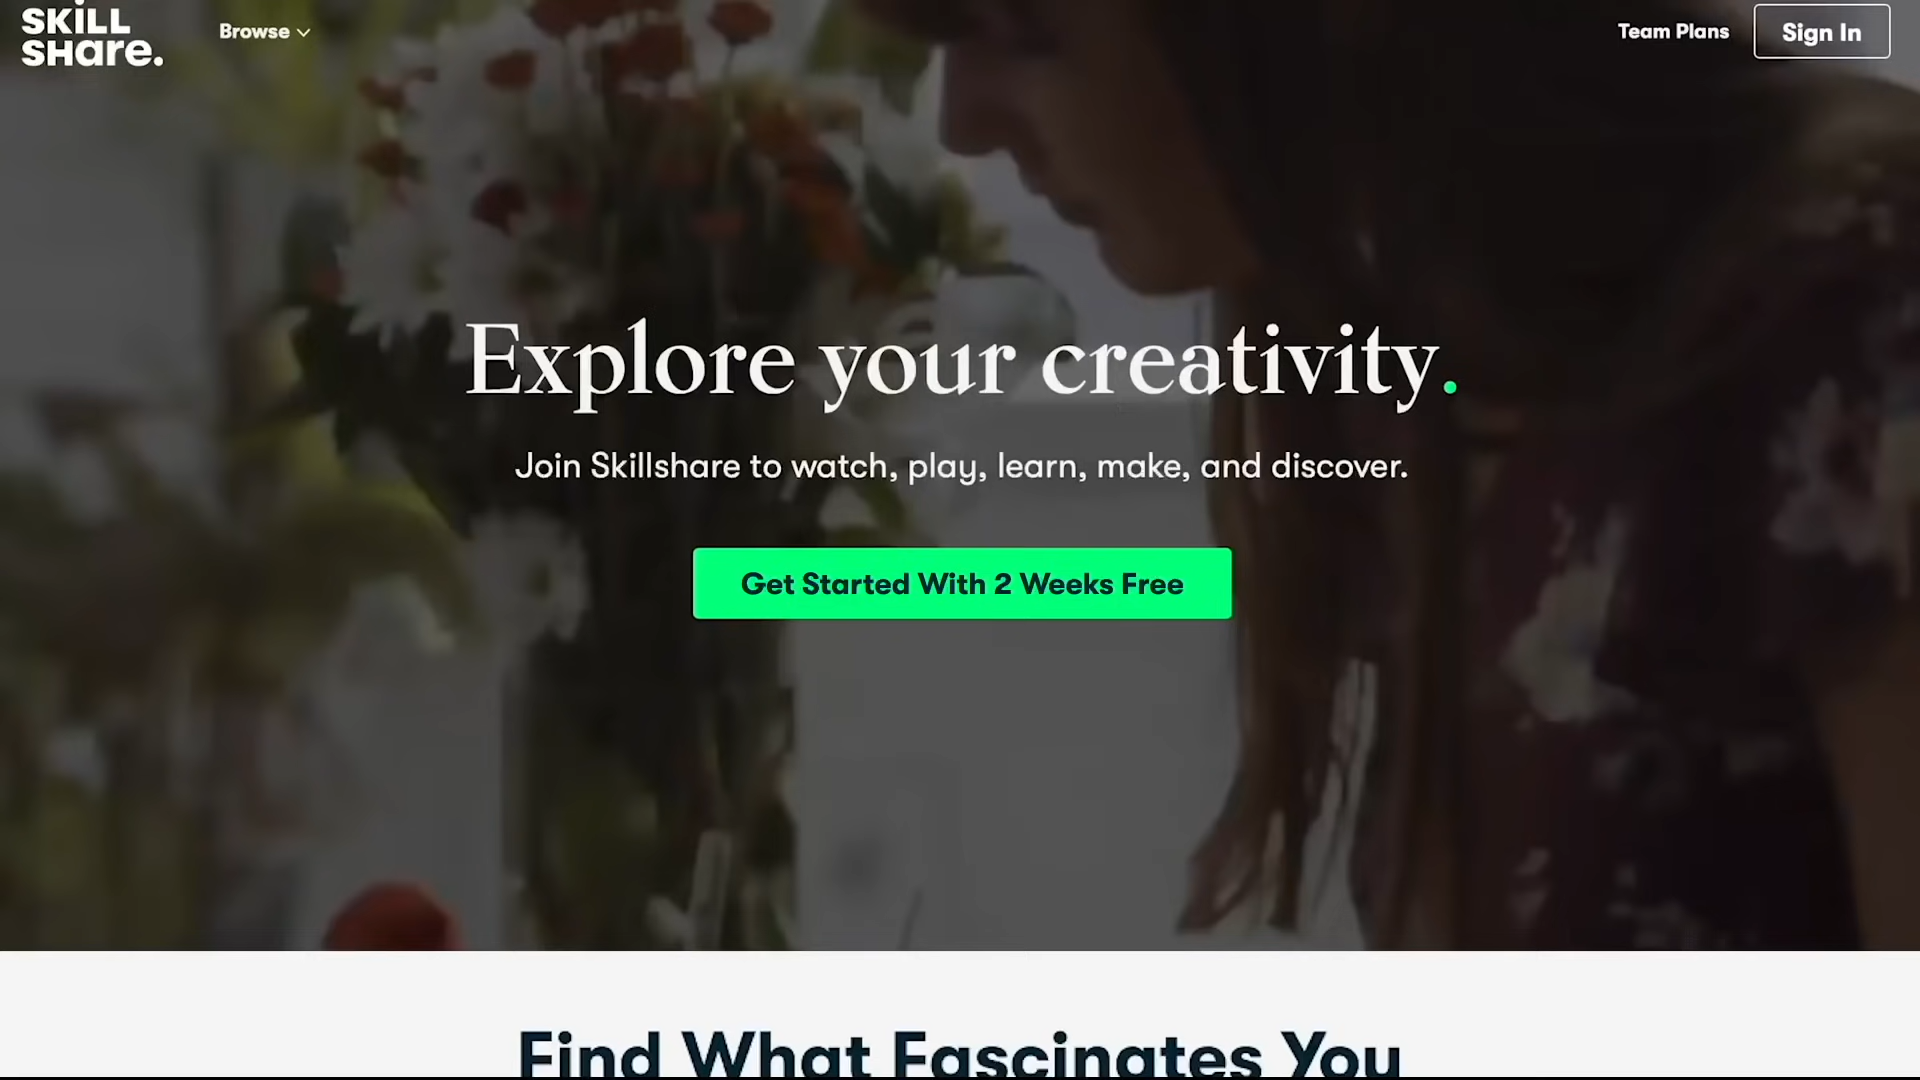 SKiLL
SHare.
Browse
Team Plans
Sign In
Explore your creativity.
Join Skillshare to watch, play, learn, make, and discover.
Get Started With 2 Weeks Free
Find What Fascinates You